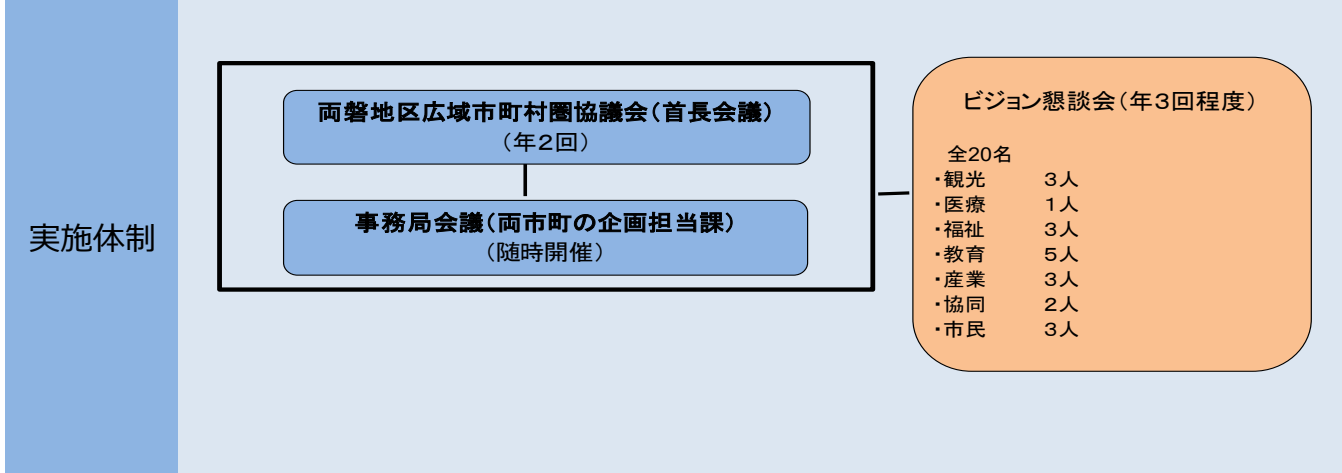 実施体制
両磐地区広域市町村圏協議会(首長会議)
(年2回)
事務局会議(両市町の企画担当課)
(随時開催)
ビジョン懇談会(年3回程度)
全20名
・観光 3人
・医療 1人
・福祉 3人
・教育 5人
・産業 3人
・協同 2人
・市民 3人